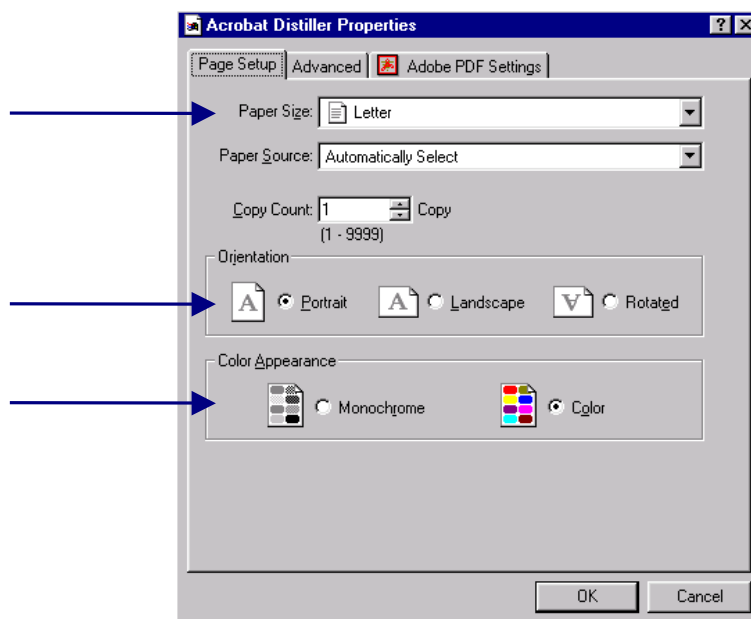 Acrobat Distiller Properties
Page Setup Advanced Adobe PDF Settings
Paper Size: Letter
Paper Source: Automatically Select
Copy Count: 1 Copy
(1 - 9999)
Orientation
A Portrait A Landscape A Rotated
Color Appearance
Monochrome Color
OK Cancel